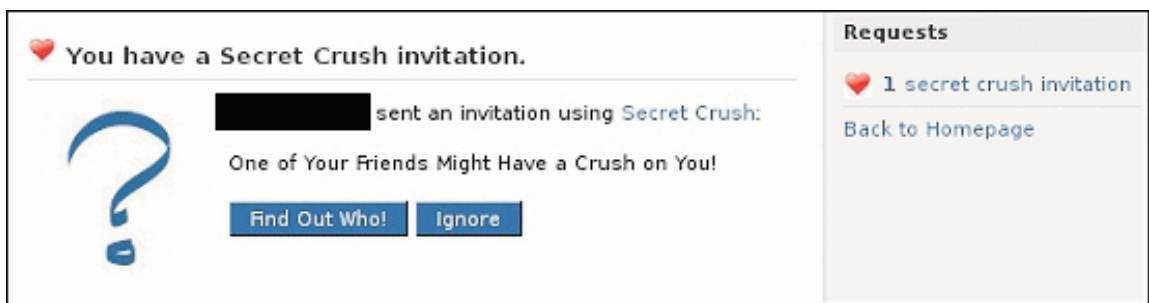 You have a Secret Crush invitation.
sent an invitation using Secret Crush:
One of Your Friends Might Have a Crush on You!
Find Out Who!
Ignore
Requests
1 secret crush invitation
Back to Homepage